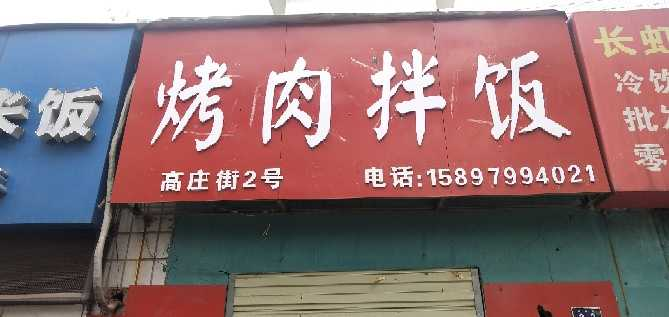 烤肉拌饭
高庄街2号
电话:15897994021
米饭
长虹
冷饮
批发
零